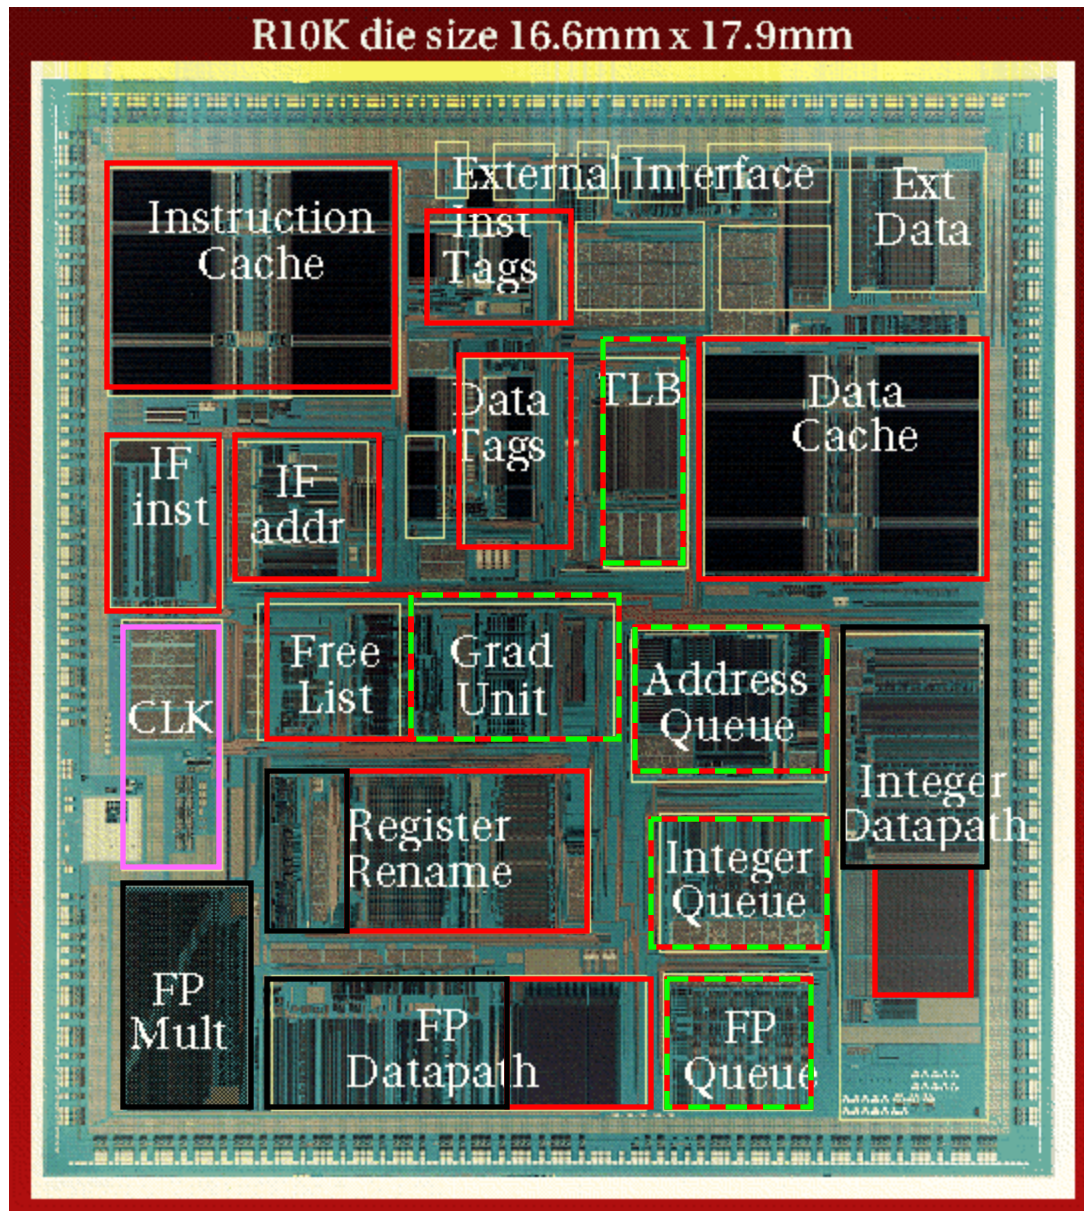 R10K die size 16.6mm x 17.9mm
External Interface
Ext
Data
Instruction
Cache
Inst
Tags
Data
Tags
TLB
Data
Cache
IF
inst
IF
addr
Free
List
Grad
Unit
Address
Queue
CLK
Integer
Datapath
Register
Rename
Integer
Queue
FP
Mult
FP
Datapath
FP
Queue